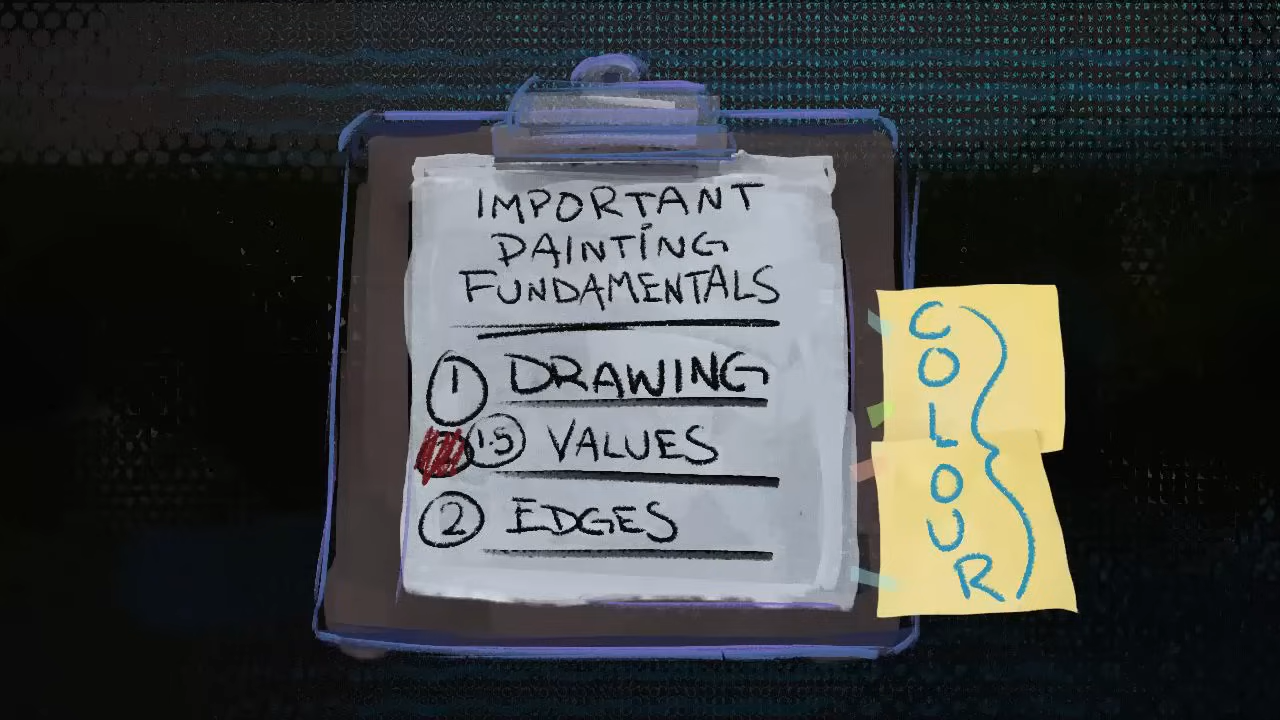 IMPORTANT
PAINTING
FUNDAMENTALS
1 DRAWING
1.5 VALUES
2 EDGES
COLOUR